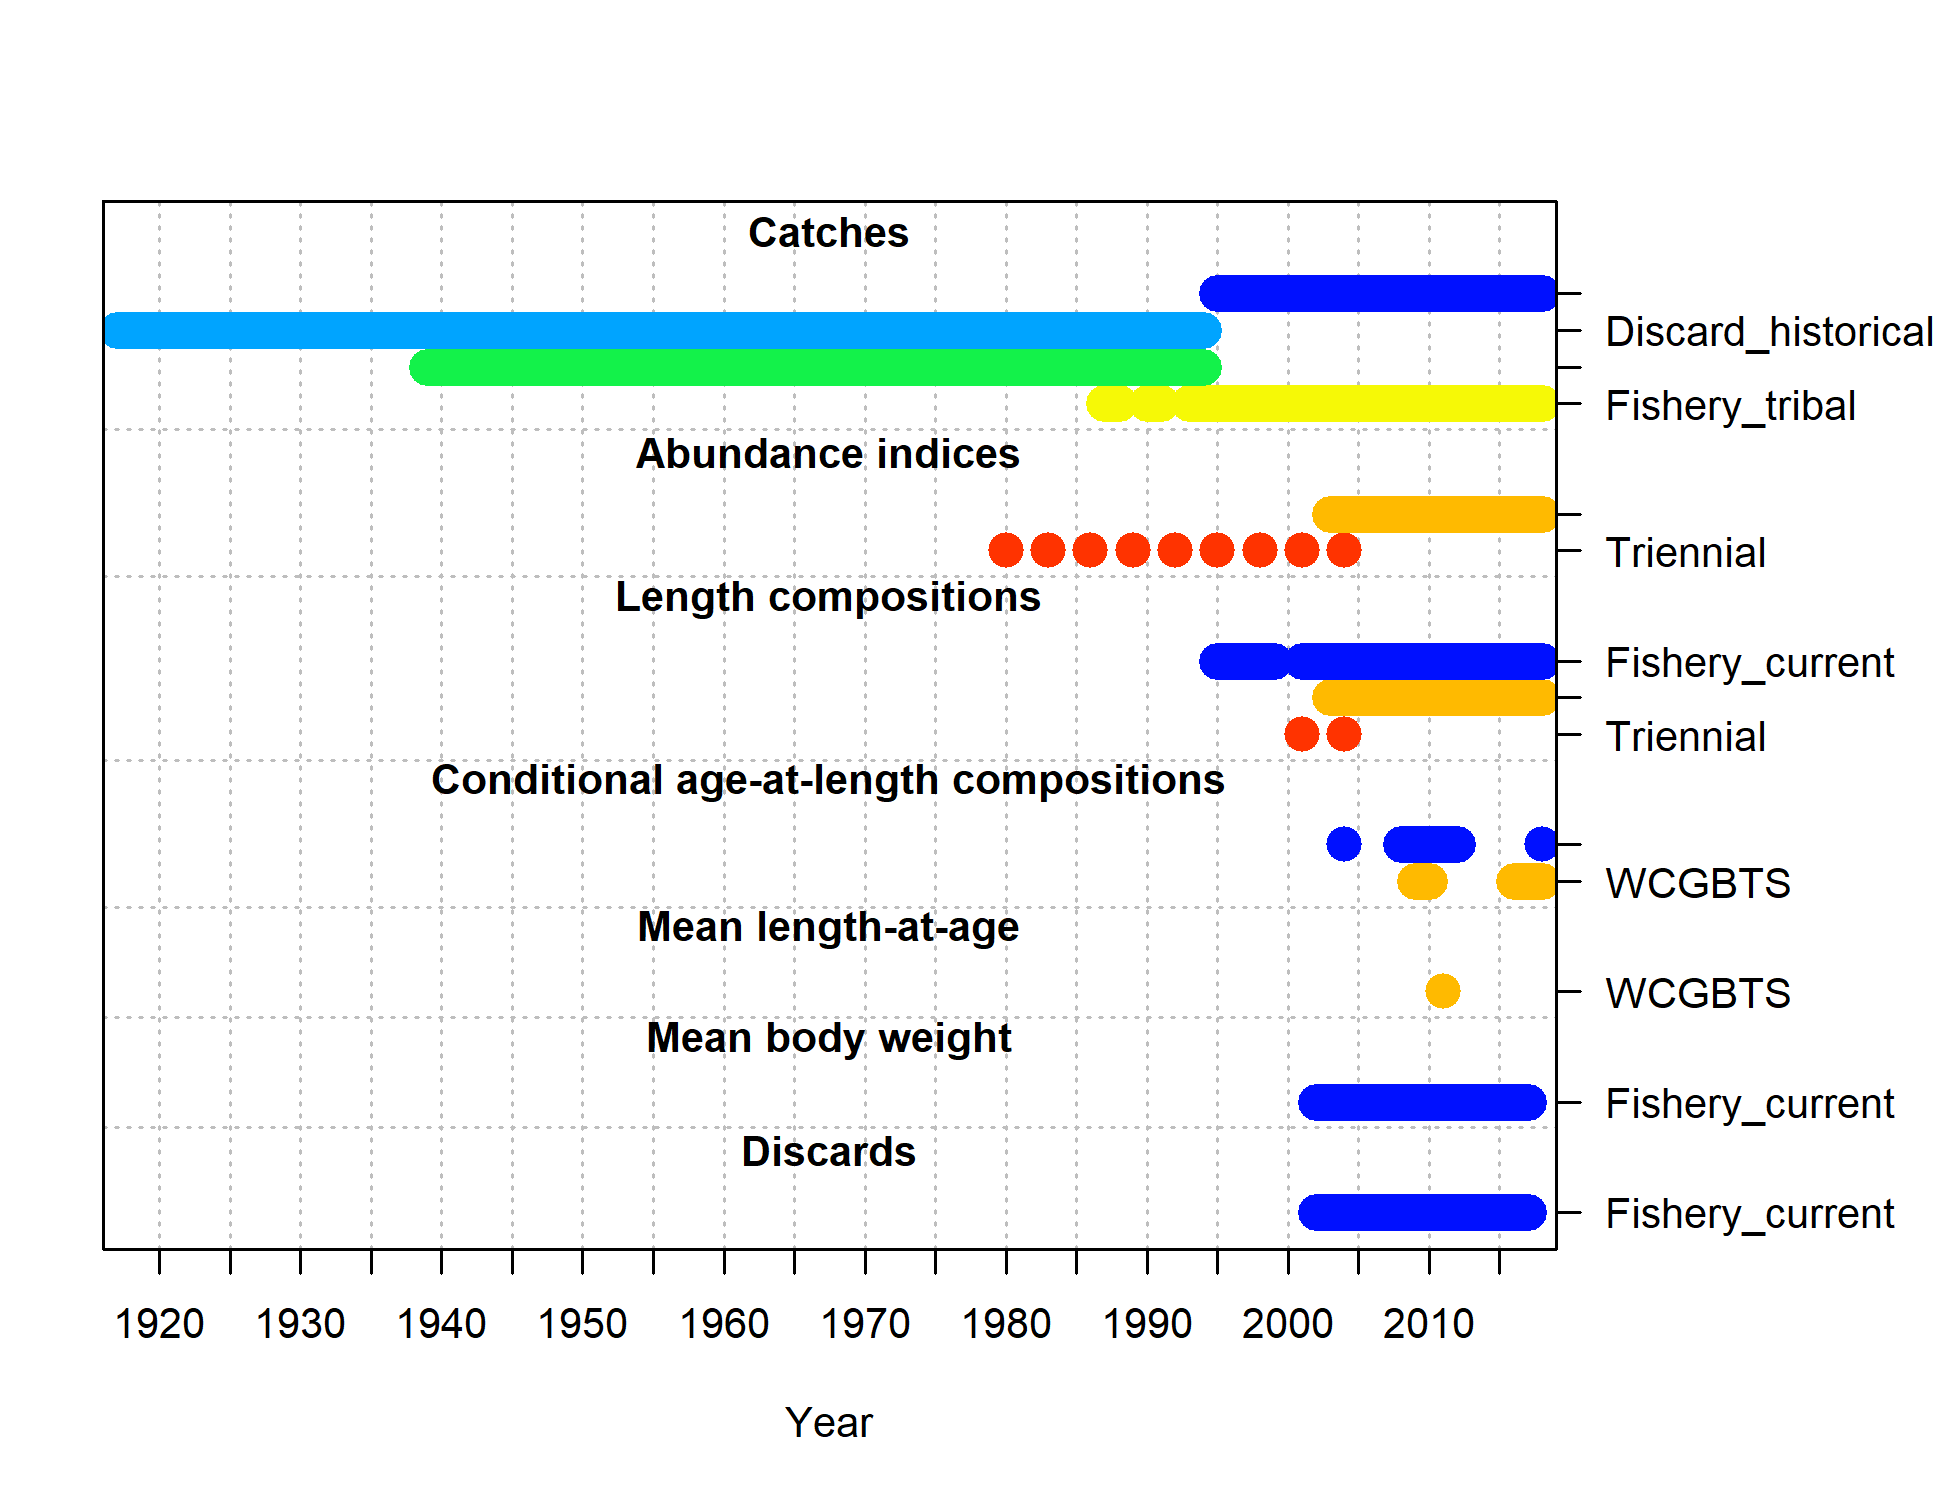 Catches
Discard_historical
Fishery_tribal
Abundance indices
Triennial
Length compositions
Fishery_current
Triennial
Conditional age-at-length compositions
WCGBTS
Mean length-at-age
WCGBTS
Mean body weight
Fishery_current
Discards
Fishery_current
1920 1930 1940 1950 1960 1970 1980 1990 2000 2010
Year